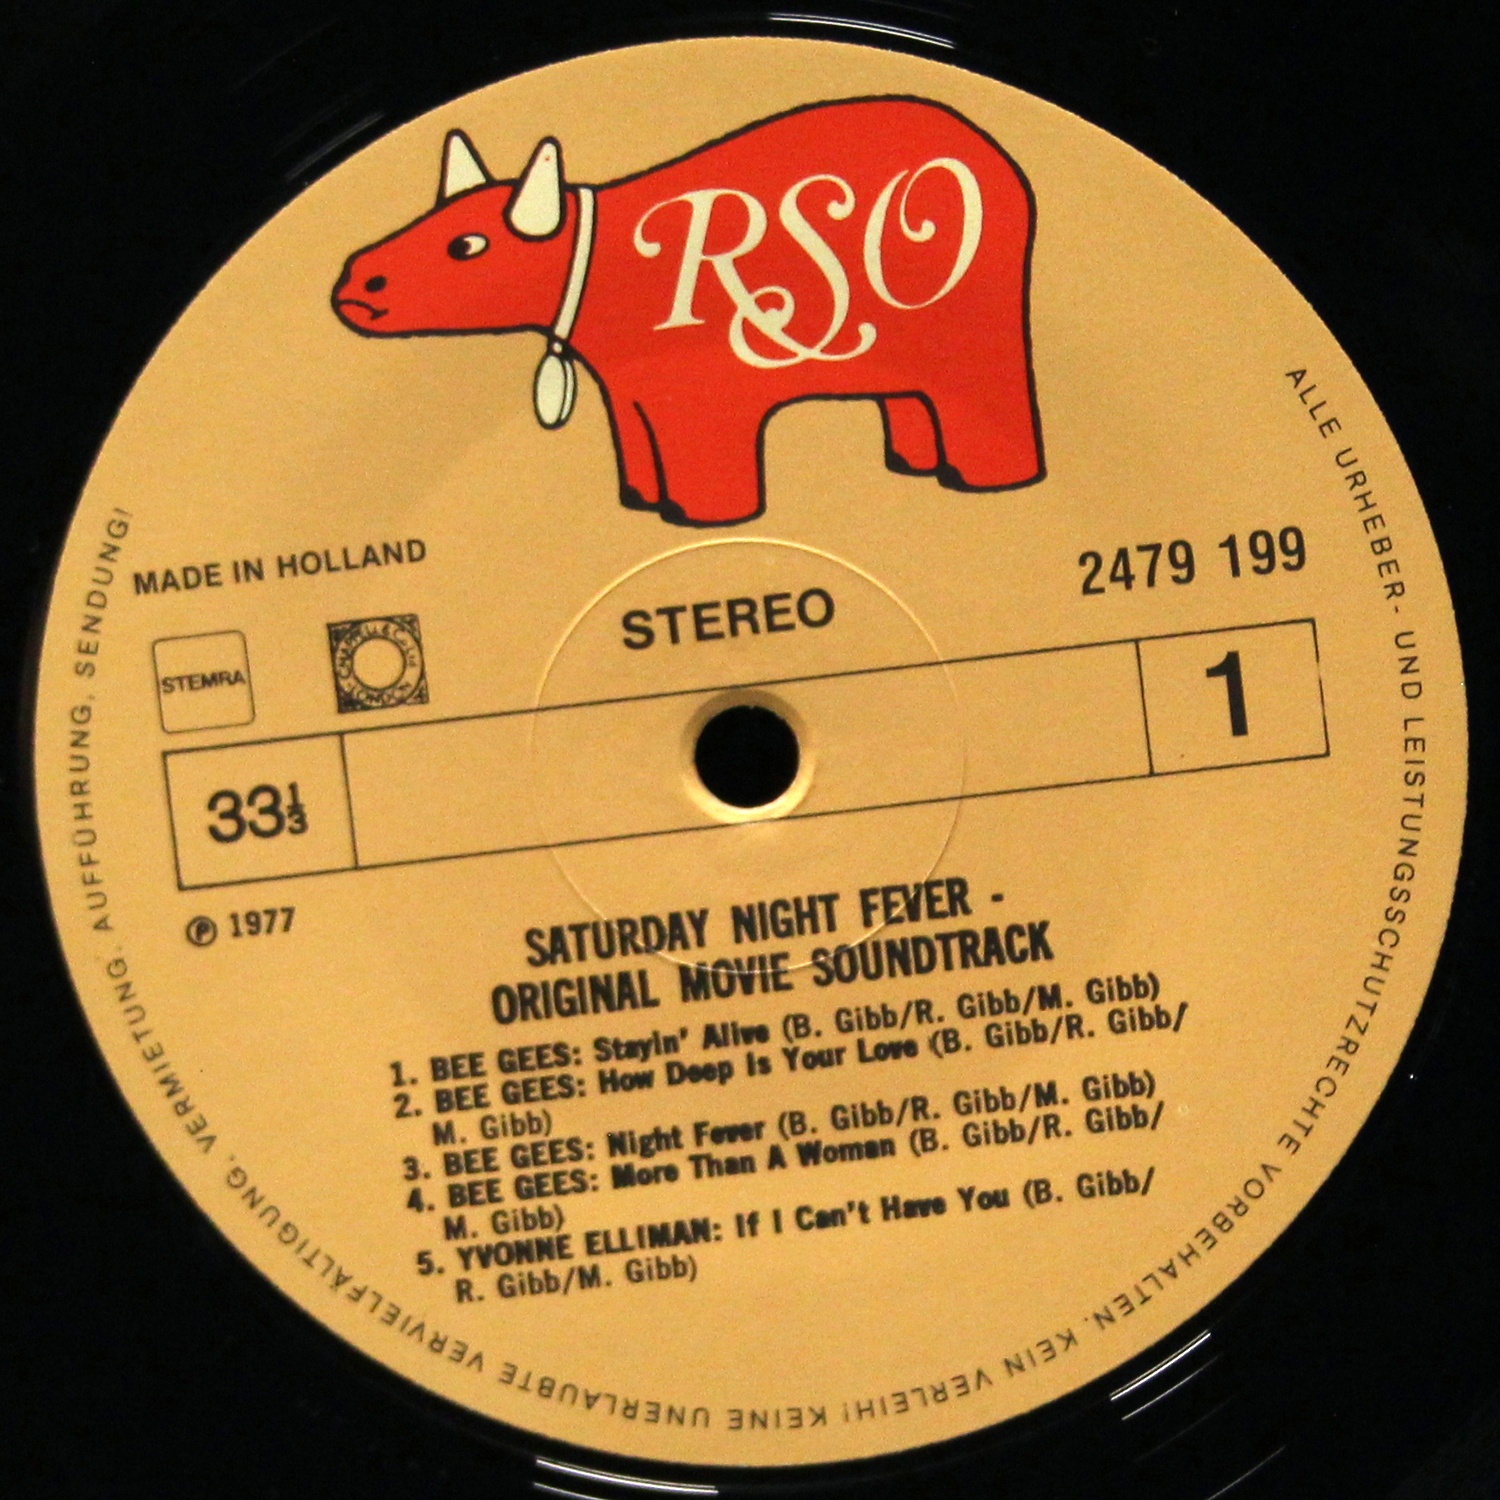 RSO
MADE IN HOLLAND
2479 199
STEMRA
STEREO
33⅓
1
℗ 1977
SATURDAY NIGHT FEVER -
ORIGINAL MOVIE SOUNDTRACK
1. BEE GEES: Stayin' Alive (B. Gibb/R. Gibb/M. Gibb)
2. BEE GEES: How Deep Is Your Love (B. Gibb/R. Gibb/
M. Gibb)
3. BEE GEES: Night Fever (B. Gibb/R. Gibb/M. Gibb)
4. BEE GEES: More Than A Woman (B. Gibb/R. Gibb/
M. Gibb)
5. YVONNE ELLIMAN: If I Can't Have You (B. Gibb/
R. Gibb/M. Gibb)
ALLE URHEBER- UND LEISTUNGSSCHUTZRECHTE VORBEHALTEN. KEIN VERLEIH! KEINE UNERLAUBTE VERVIELFÄLTIGUNG, VERMIETUNG, AUFFÜHRUNG, SENDUNG!